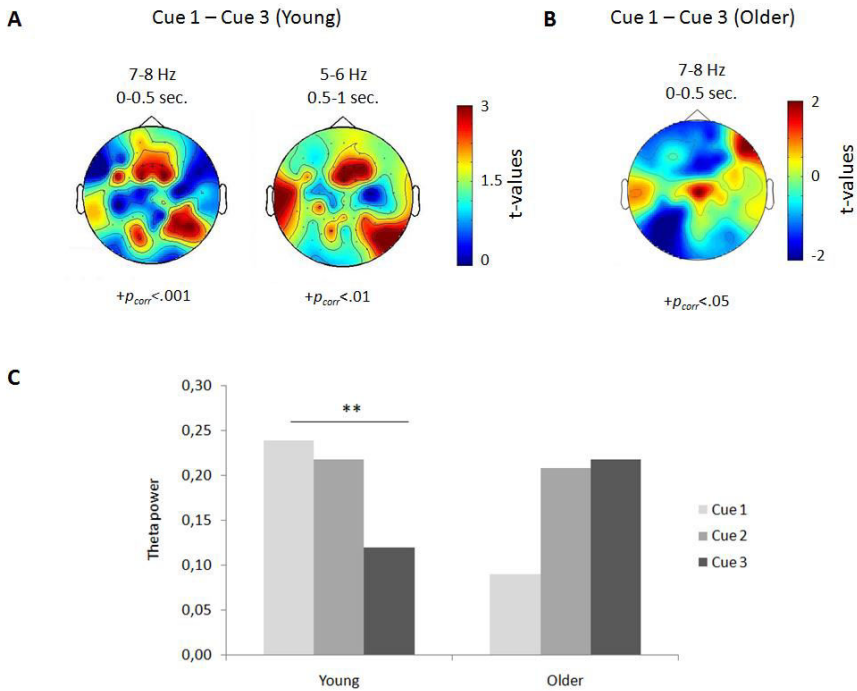 A
Cue 1 – Cue 3 (Young)
7-8 Hz
0-0.5 sec.
5-6 Hz
0.5-1 sec.
3
1.5
0
t-values
+pcorr<.001
+pcorr<.01
B
Cue 1 – Cue 3 (Older)
7-8 Hz
0-0.5 sec.
2
0
-2
t-values
+pcorr<.05
C
Theta power
0,30
0,25
0,20
0,15
0,10
0,05
0,00
**
Young
Older
Cue 1
Cue 2
Cue 3